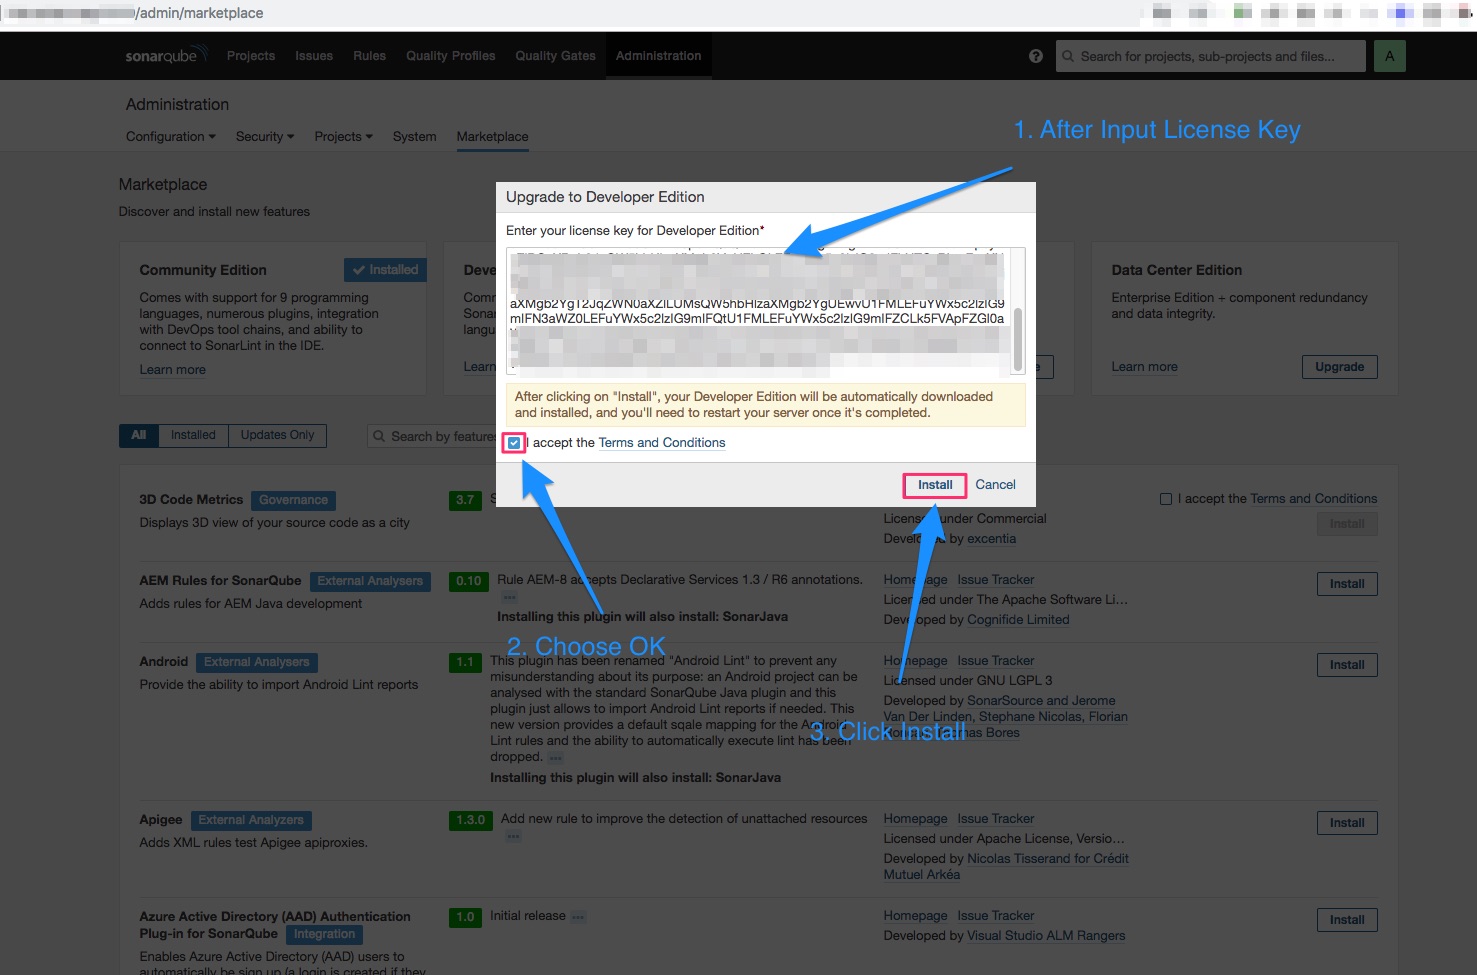 /admin/marketplace
sonarqube Projects Issues Rules Quality Profiles Quality Gates Administration Search for projects, sub-projects and files... A
Administration
Configuration Security Projects System Marketplace
1. After Input License Key
Marketplace
Discover and install new features
Upgrade to Developer Edition
Enter your license key for Developer Edition*
After clicking on "Install", your Developer Edition will be automatically downloaded
and installed, and you'll need to restart your server once it's completed.
I accept the Terms and Conditions
Install Cancel
Community Edition Installed
Comes with support for 9 programming
languages, numerous plugins, integration
with DevOps tool chains, and ability to
connect to SonarLint in the IDE.
Learn more
Data Center Edition
Enterprise Edition + component redundancy
and data integrity.
Learn more Upgrade
All Installed Updates Only
Search by features
3D Code Metrics Governance 3.7
Displays 3D view of your source code as a city
under Commercial
by excentia
I accept the Terms and Conditions
Install
AEM Rules for SonarQube External Analysers 0.10 Rule AEM-8 accepts Declarative Services 1.3 / R6 annotations.
Adds rules for AEM Java development
Installing this plugin will also install: SonarJava
Homepage Issue Tracker
Licensed under The Apache Software Li...
Developed by Cognifide Limited
Install
2. Choose OK
Android External Analysers 1.1 This plugin has been renamed "Android Lint" to prevent any
Provide the ability to import Android Lint reports
misunderstanding about its purpose: an Android project can be
analysed with the standard SonarQube Java plugin and this
plugin just allows to import Android Lint reports if needed. This
new version provides a default sqale mapping for the Android
Lint rules and the ability to automatically execute lint has been
dropped.
Installing this plugin will also install: SonarJava
Homepage Issue Tracker
Licensed under GNU LGPL 3
Developed by SonarSource and Jerome
Van Der Linden, Stephane Nicolas, Florian
Bores
Install
3. Click Install
Apigee External Analyzers 1.3.0 Add new rule to improve the detection of unattached resources
Adds XML rules test Apigee apiproxies.
Homepage Issue Tracker
Licensed under Apache License, Versio...
Developed by Nicolas Tisserand for Crédit
Mutuel Arkéa
Install
Azure Active Directory (AAD) Authentication
Plug-in for SonarQube Integration 1.0 Initial release
Enables Azure Active Directory (AAD) users to
automatically be sign up (a login is created if they
Homepage Issue Tracker
Developed by Visual Studio ALM Rangers
Install